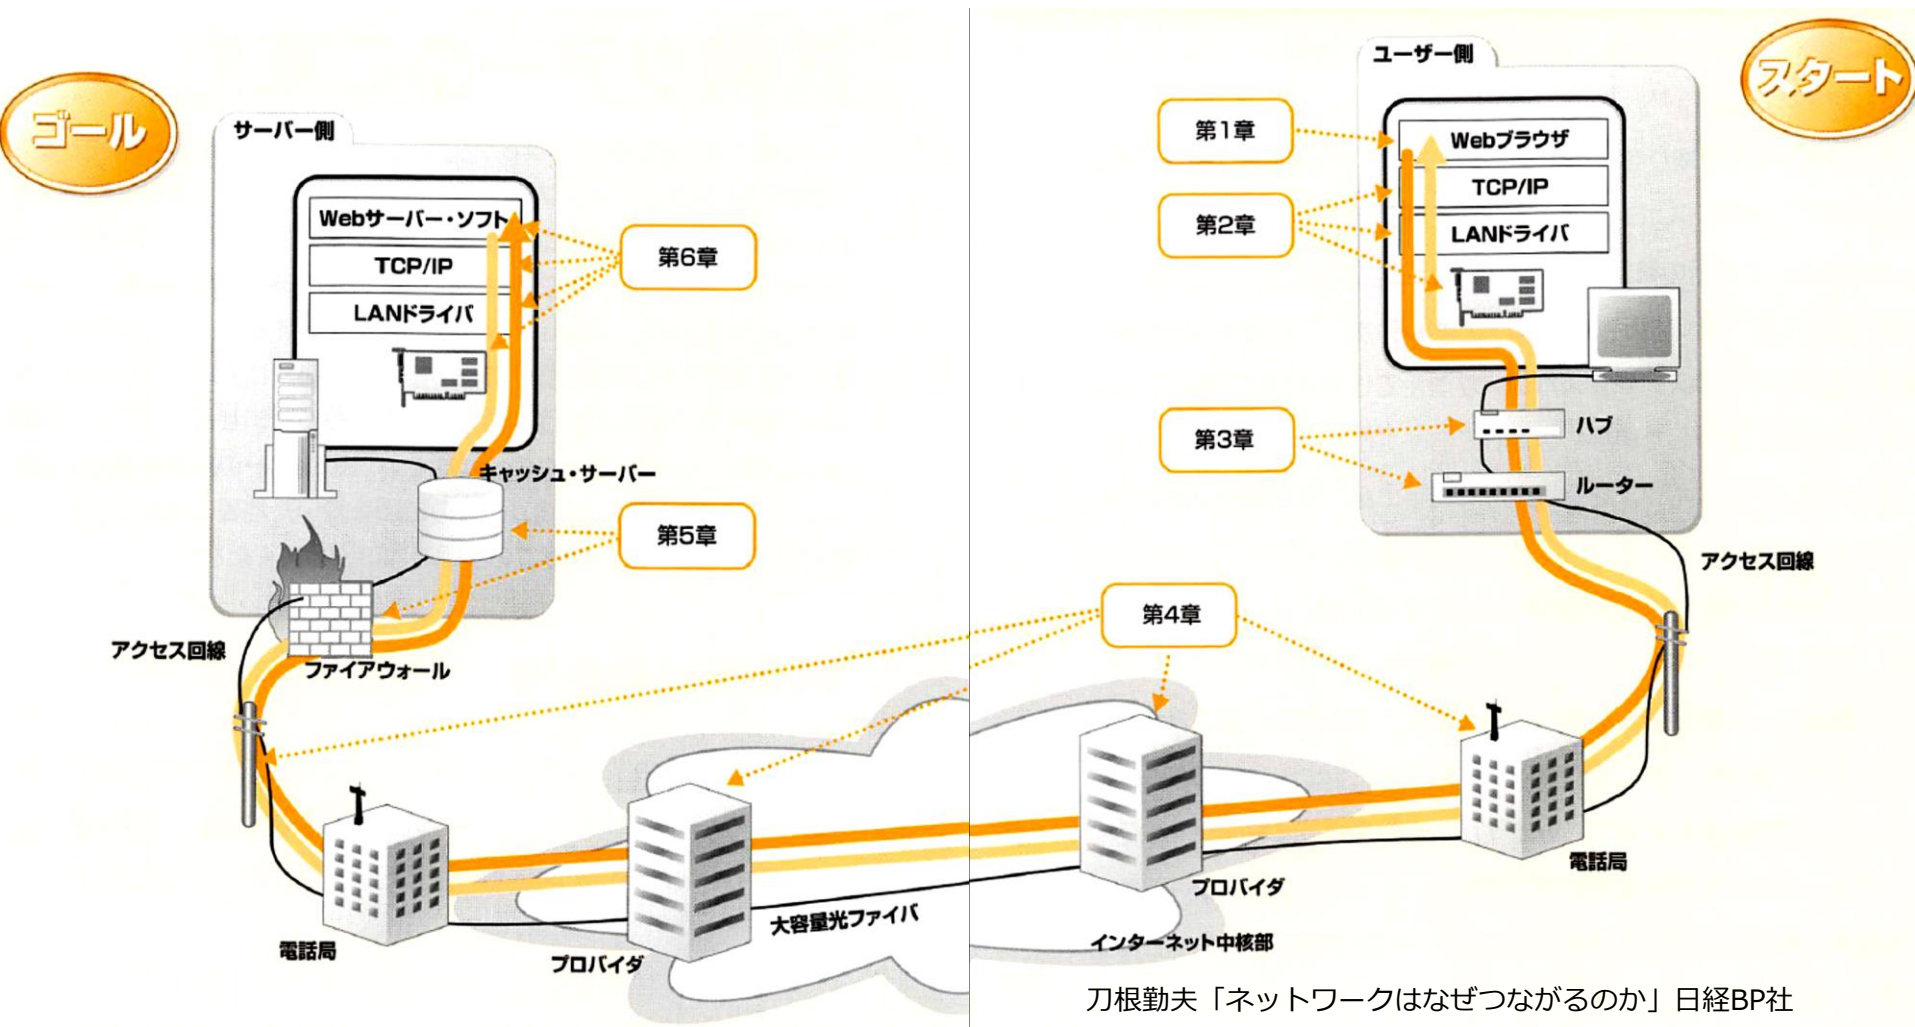 ゴール
サーバー側
Webサーバー・ソフト
TCP/IP
LANドライバ
第6章
キャッシュ・サーバー
第5章
アクセス回線
ファイアウォール
電話局
プロバイダ
大容量光ファイバ
スタート
ユーザー側
第1章
Webブラウザ
TCP/IP
第2章
LANドライバ
第3章
ハブ
ルーター
アクセス回線
第4章
電話局
プロバイダ
インターネット中核部
刀根勤夫「ネットワークはなぜつながるのか」日経BP社